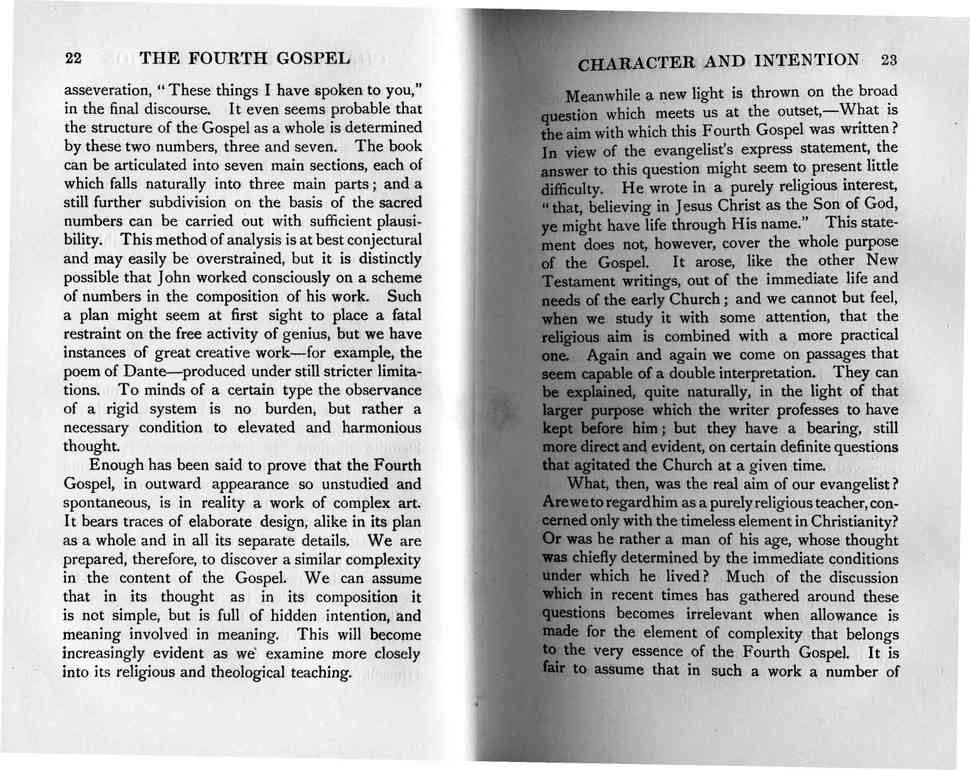 22 THE FOURTH GOSPEL
asseveration, “These things I have spoken to you,”
in the final discourse. It even seems probable that
the structure of the Gospel as a whole is determined
by these two numbers, three and seven. The book
can be articulated into seven main sections, each of
which falls naturally into three main parts; and a
still further subdivision on the basis of the sacred
numbers can be carried out with sufficient plausi-
bility. This method of analysis is at best conjectural
and may easily be overstrained, but it is distinctly
possible that John worked consciously on a scheme
of numbers in the composition of his work. Such
a plan might seem at first sight to place a fatal
restraint on the free activity of genius, but we have
instances of great creative work—for example, the
poem of Dante—produced under still stricter limita-
tions. To minds of a certain type the observance
of a rigid system is no burden, but rather a
necessary condition to elevated and harmonious
thought.
Enough has been said to prove that the Fourth
Gospel, in outward appearance so unstudied and
spontaneous, is in reality a work of complex art.
It bears traces of elaborate design, alike in its plan
as a whole and in all its separate details. We are
prepared, therefore, to discover a similar complexity
in the content of the Gospel. We can assume
that in its thought as in its composition it
is not simple, but is full of hidden intention, and
meaning involved in meaning. This will become
increasingly evident as we examine more closely
into its religious and theological teaching.
CHARACTER AND INTENTION 23
Meanwhile a new light is thrown on the broad
question which meets us at the outset,—What is
the aim with which this Fourth Gospel was written?
In view of the evangelist's express statement, the
answer to this question might seem to present little
difficulty. He wrote in a purely religious interest,
“that, believing in Jesus Christ as the Son of God,
ye might have life through His name.” This state-
ment does not, however, cover the whole purpose
of the Gospel. It arose, like the other New
Testament writings, out of the immediate life and
needs of the early Church; and we cannot but feel,
when we study it with some attention, that the
religious aim is combined with a more practical
one. Again and again we come on passages that
seem capable of a double interpretation. They can
be explained, quite naturally, in the light of that
larger purpose which the writer professes to have
kept before him; but they have a bearing, still
more direct and evident, on certain definite questions
that agitated the Church at a given time.
What, then, was the real aim of our evangelist?
Are we to regard him as a purely religious teacher, con-
cerned only with the timeless element in Christianity?
Or was he rather a man of his age, whose thought
was chiefly determined by the immediate conditions
under which he lived? Much of the discussion
which in recent times has gathered around these
questions becomes irrelevant when allowance is
made for the element of complexity that belongs
to the very essence of the Fourth Gospel. It is
fair to assume that in such a work a number of